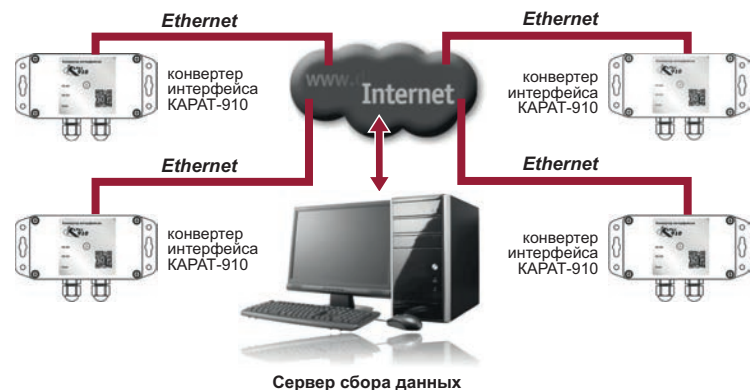 Ethernet
Ethernet
конвертер
интерфейса
КАРАТ-910
www.d
Internet
конвертер
интерфейса
КАРАТ-910
Ethernet
Ethernet
конвертер
интерфейса
КАРАТ-910
конвертер
интерфейса
КАРАТ-910
Сервер сбора данных